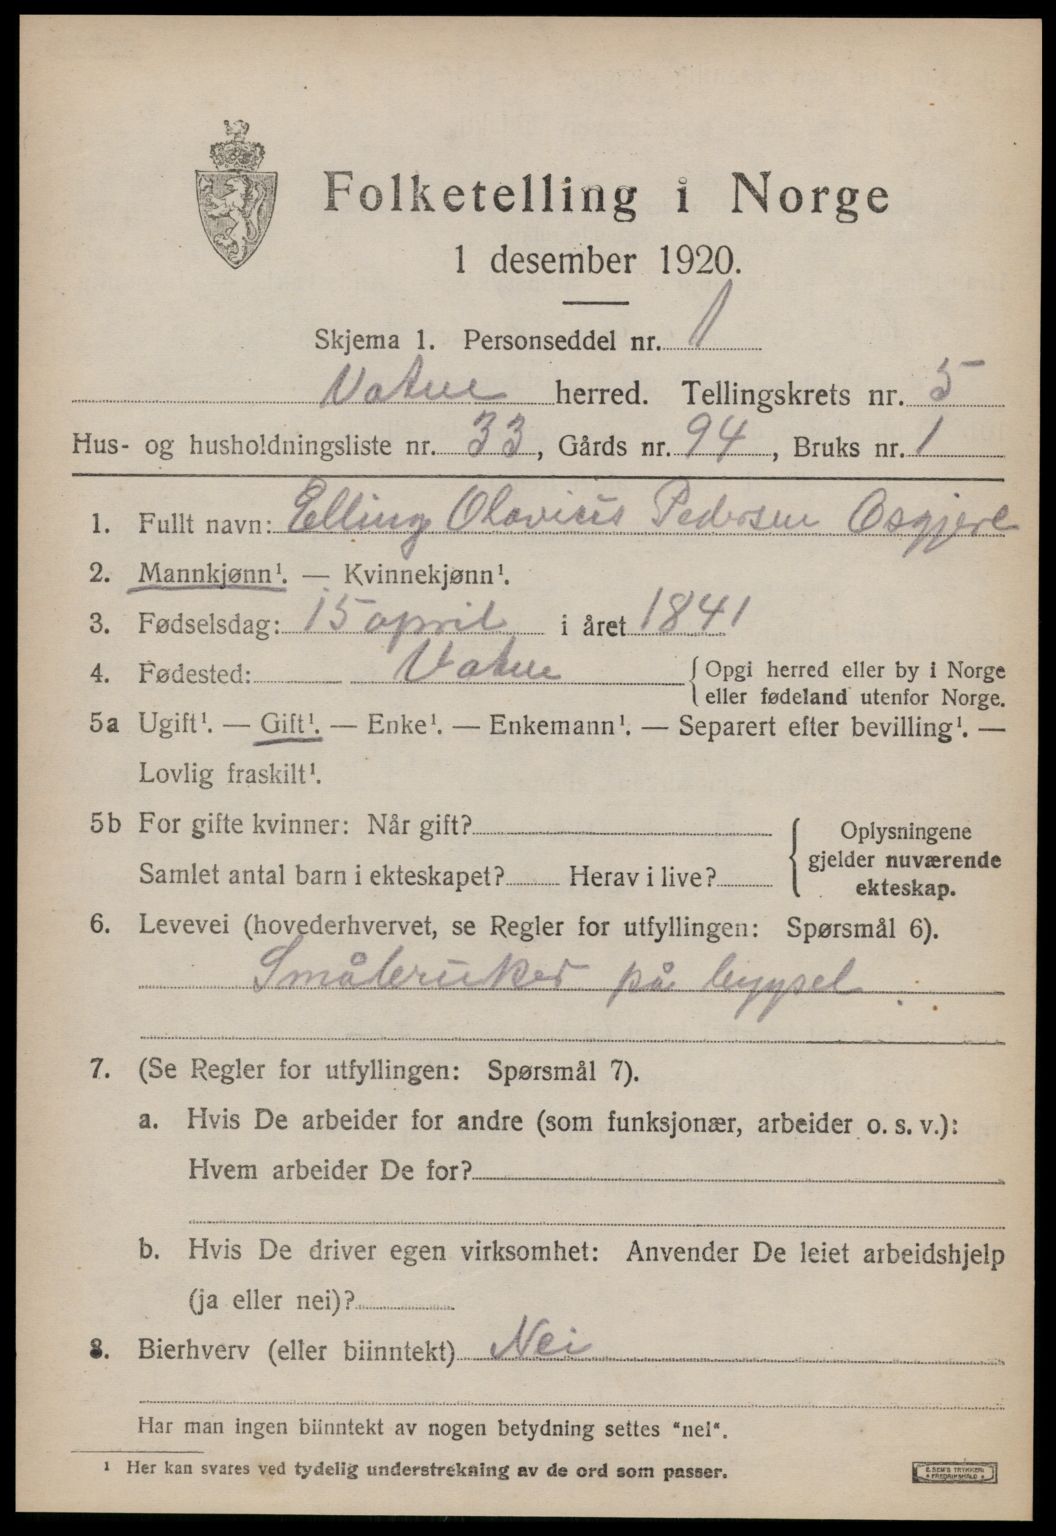 Folketelling i Norge
1 desember 1920.
Skjema 1. Personseddel nr. 1
Vatne herred. Tellingskrets nr. 5
Hus- og husholdningsliste nr. 33, Gårds nr. 94, Bruks nr. 1
1. Fullt navn: Elling Olavius Pedersen Osgjerl
2. Mannkjønn¹. — Kvinnekjønn¹.
3. Fødselsdag: 15 april i året 1841
4. Fødested: Vatne { Opgi herred eller by i Norge
eller fødeland utenfor Norge.
5a Ugift¹. — Gift¹. — Enke¹. — Enkemann¹. — Separert efter bevilling¹. —
Lovlig fraskilt¹.
5b For gifte kvinner: Når gift?
Samlet antal barn i ekteskapet? Herav i live?
{ Oplysningene
gjelder nuværende
ekteskap.
6. Levevei (hovederhvervet, se Regler for utfyllingen: Spørsmål 6).
Småbruker på bygsel
7. (Se Regler for utfyllingen: Spørsmål 7).
a. Hvis De arbeider for andre (som funksjonær, arbeider o. s. v.):
Hvem arbeider De for?
b. Hvis De driver egen virksomhet: Anvender De leiet arbeidshjelp
(ja eller nei)?
8. Bierhverv (eller biinntekt) Nei
Har man ingen biinntekt av nogen betydning settes "nei".
¹ Her kan svares ved tydelig understrekning av de ord som passer.
E. SEM'S TRYKKERI
FREDRIKSHALD